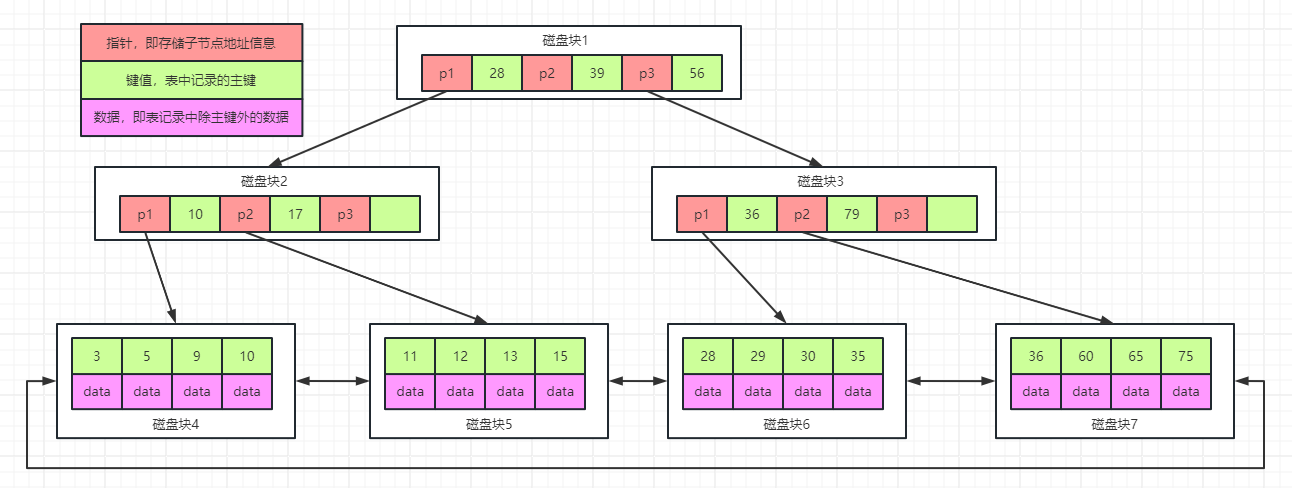 指针，即存储子节点地址信息
键值，表中记录的主键
数据，即表记录中除主键外的数据
磁盘块1
p1 28 p2 39 p3 56
磁盘块2
p1 10 p2 17 p3
磁盘块3
p1 36 p2 79 p3
3 5 9 10
data data data data
磁盘块4
11 12 13 15
data data data data
磁盘块5
28 29 30 35
data data data data
磁盘块6
36 60 65 75
data data data data
磁盘块7